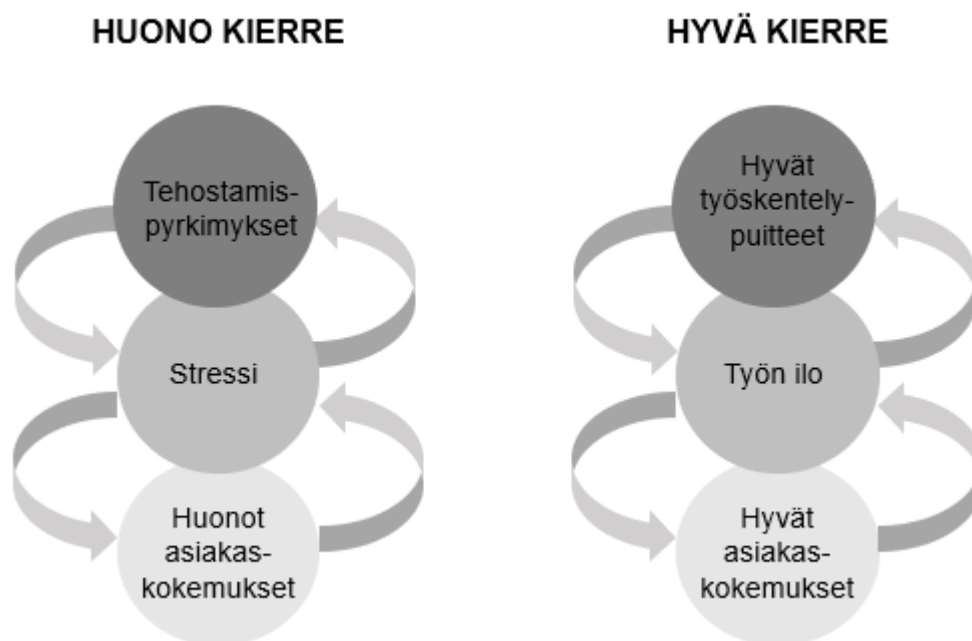 HUONO KIERRE
Tehostamis-
pyrkimykset
Stressi
Huonot
asiakas-
kokemukset
HYVÄ KIERRE
Hyvät
työskentely-
puitteet
Työn ilo
Hyvät
asiakas-
kokemukset